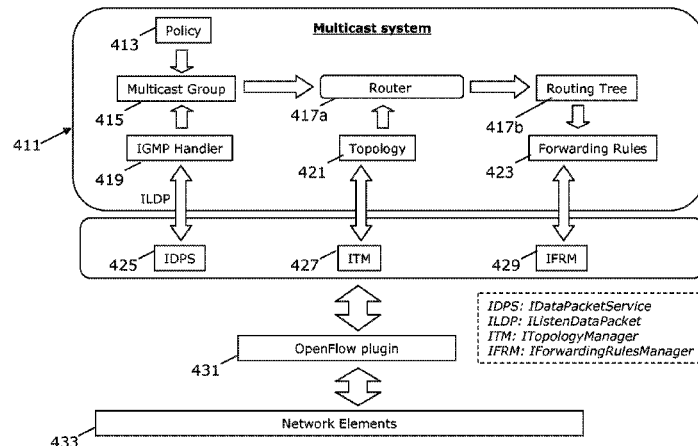 Multicast system
Policy
413
Multicast Group
Router
Routing Tree
415
417a
417b
411
IGMP Handler
Topology
Forwarding Rules
419
421
423
ILDP
IDPS
ITM
IFRM
425
427
429
IDPS: IDataPacketService
ILDP: IListenDataPacket
ITM: ITopologyManager
IFRM: IForwardingRulesManager
OpenFlow plugin
431
Network Elements
433